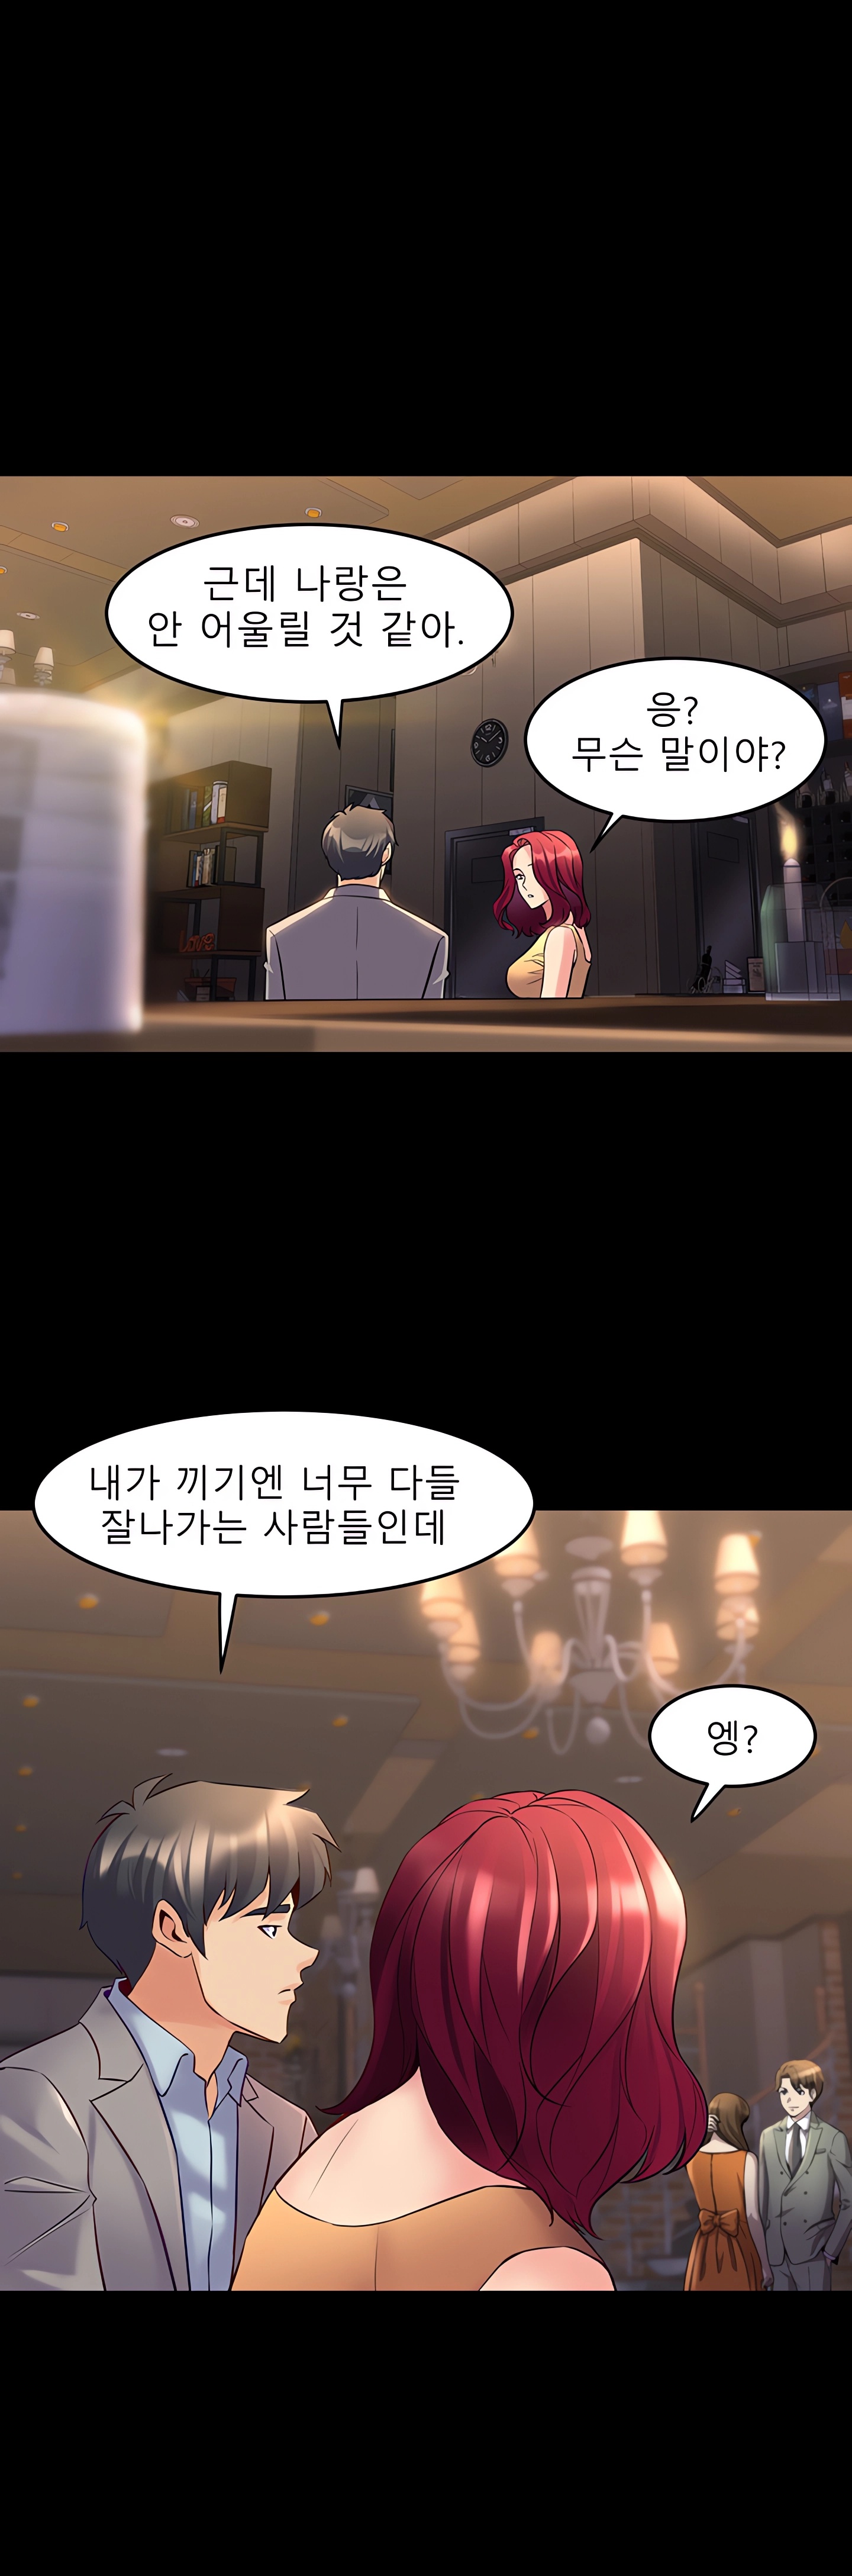 근데 나랑은
안 어울릴 것 같아.
응?
무슨 말이야?
Love
내가 끼기엔 너무 다들
잘나가는 사람들인데
엥?